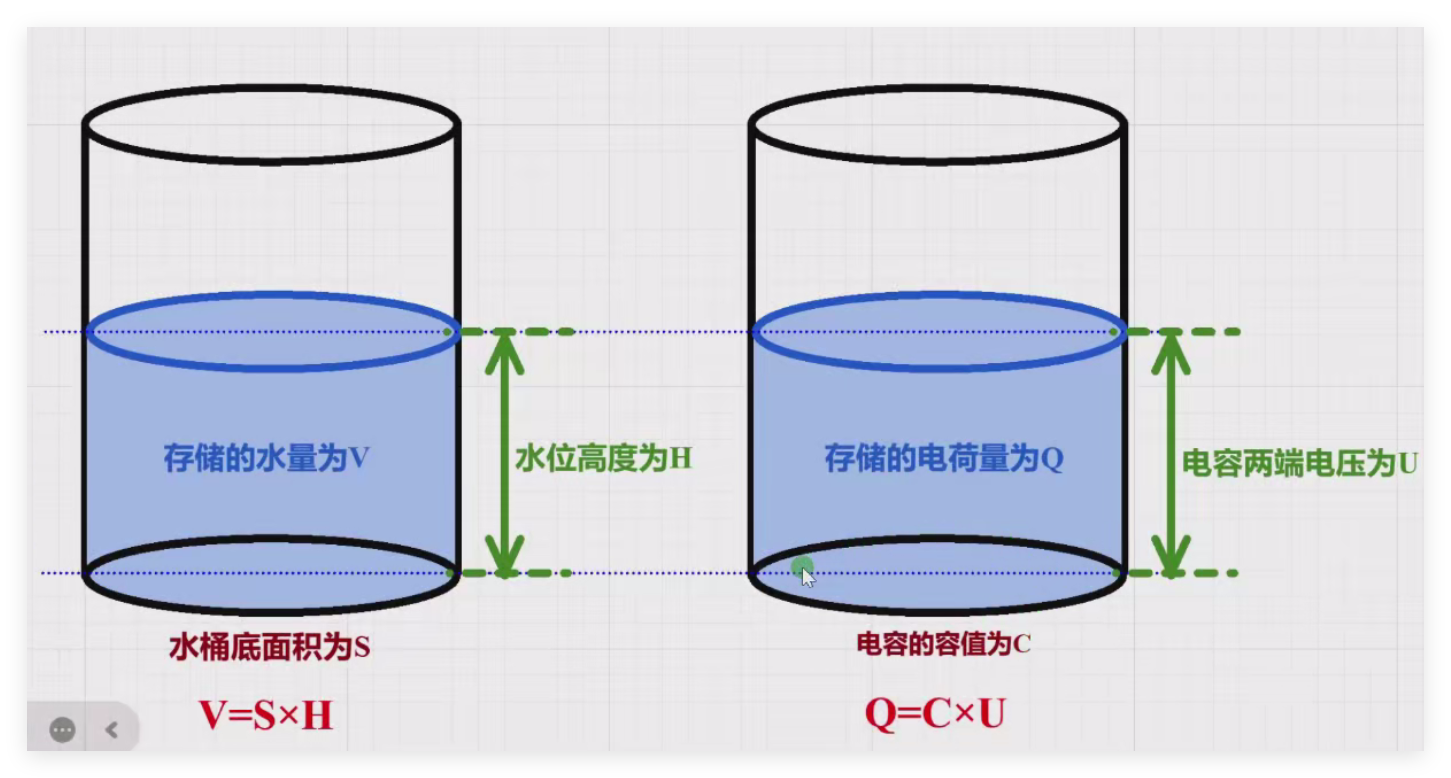 存储的水量为V
水位高度为H
存储的电荷量为Q
电容两端电压为U
水桶底面积为S
电容的容值为C
V=S×H
Q=C×U